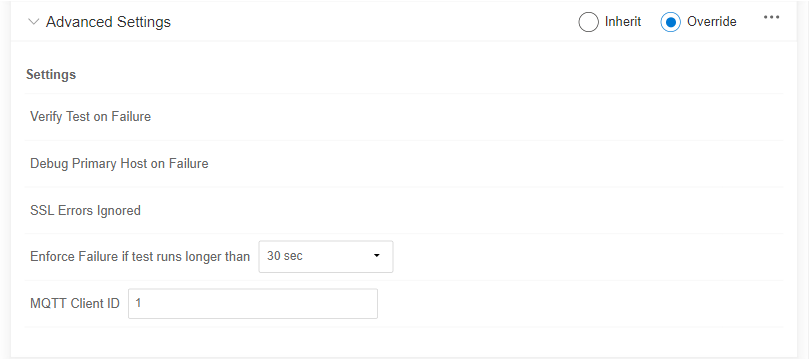 Advanced Settings Inherit Override ...
Settings
Verify Test on Failure
Debug Primary Host on Failure
SSL Errors Ignored
Enforce Failure if test runs longer than 30 sec
MQTT Client ID 1